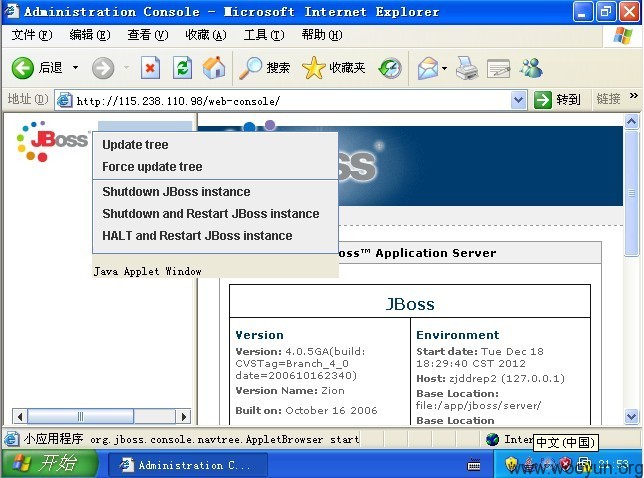 Administration Console - Microsoft Internet Explorer
文件(F) 编辑(E) 查看(V) 收藏(A) 工具(T) 帮助(H)
后退 搜索 收藏夹
地址(D) http://115.238.110.98/web-console/ 转到 链接 »
JBoss
Update tree
Force update tree
Shutdown JBoss instance
Shutdown and Restart JBoss instance
HALT and Restart JBoss instance
Java Applet Window
oss™ Application Server
JBoss
Version
Version: 4.0.5GA(build:
CVSTag=Branch_4_0
date=200610162340)
Version Name: Zion
Built on: October 16 2006
Environment
Start date: Tue Dec 18
18:29:40 CST 2012
Host: zjddrep2 (127.0.0.1)
Base Location:
file:/app/jboss/server/
Base Location
小应用程序 org.jboss.console.navtree.AppletBrowser start
Inter
中文(中国)
开始
Administration C...
01:53
www.wooyun.org